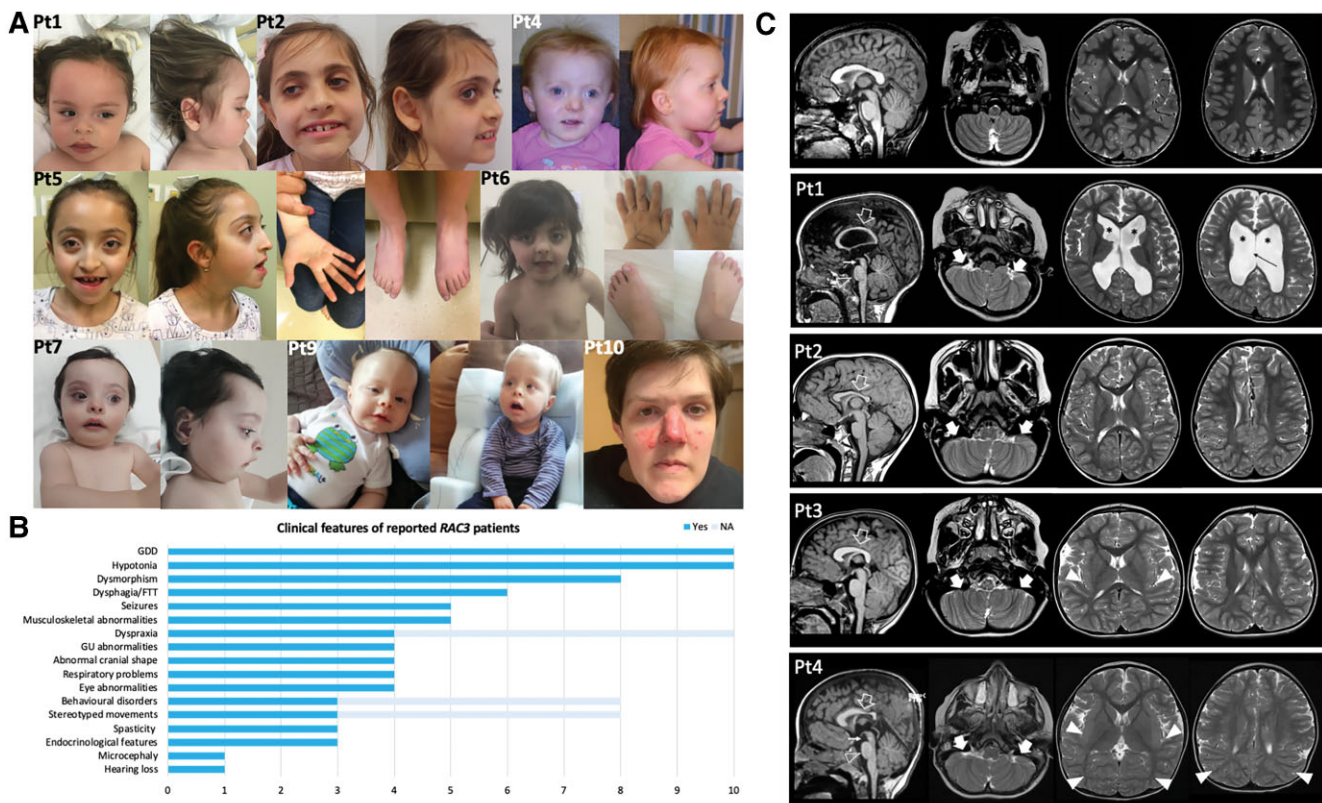 A
Pt1
Pt2
Pt4
Pt5
Pt6
Pt7
Pt9
Pt10
B
Clinical features of reported RAC3 patients
Yes
NA
GDD
Hypotonia
Dysmorphism
Dysphagia/FTT
Seizures
Musculoskeletal abnormalities
Dyspraxia
GU abnormalities
Abnormal cranial shape
Respiratory problems
Eye abnormalities
Behavioural disorders
Stereotyped movements
Spasticity
Endocrinological features
Microcephaly
Hearing loss
0 1 2 3 4 5 6 7 8 9 10
C
Pt1
* *
* *
Pt2
Pt3
Pt4